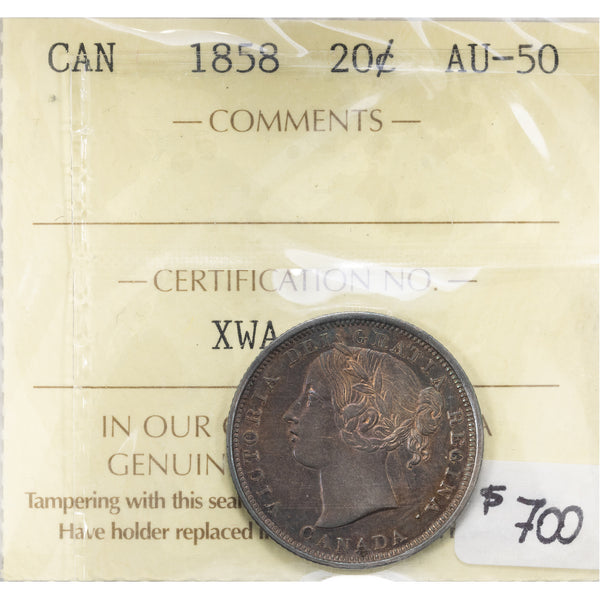 CAN 1858 20¢ AU-50
— COMMENTS —
— CERTIFICATION NO. —
XWA
VICTORIA DEI GRATIA REGINA.
CANADA
IN OUR
GENUIN
Tampering with this seal
Have holder replaced
$700